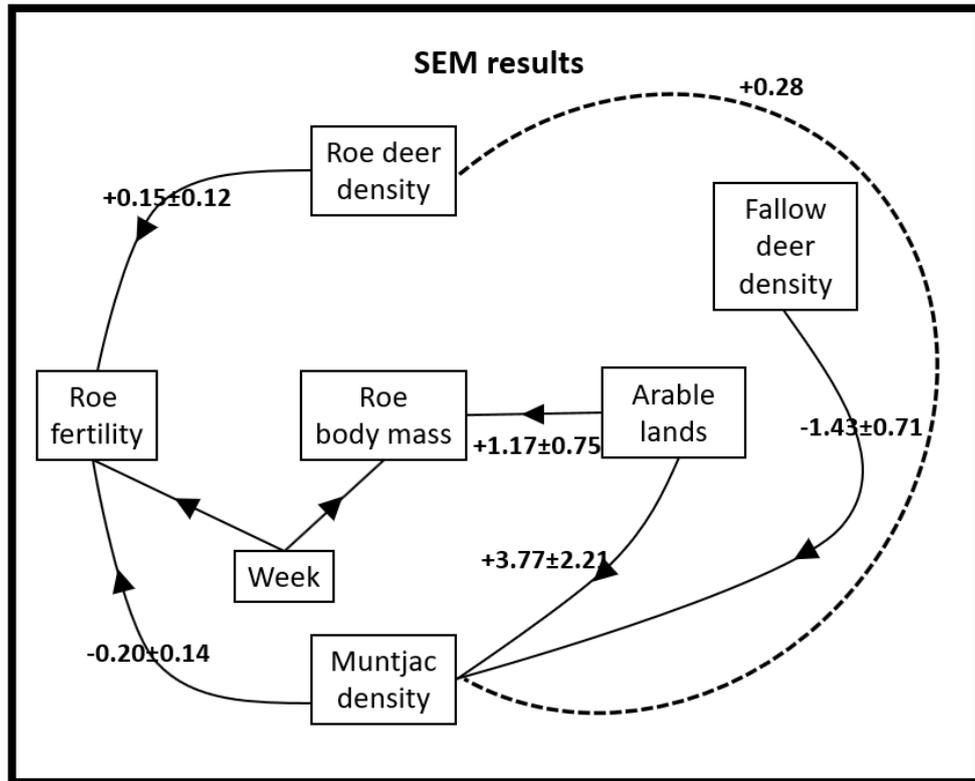 SEM results
+0.28
Roe deer
density
+0.15±0.12
Fallow
deer
density
Roe
fertility
Roe
body mass
Arable
lands
+1.17±0.75
-1.43±0.71
+3.77±2.21
Week
-0.20±0.14
Muntjac
density